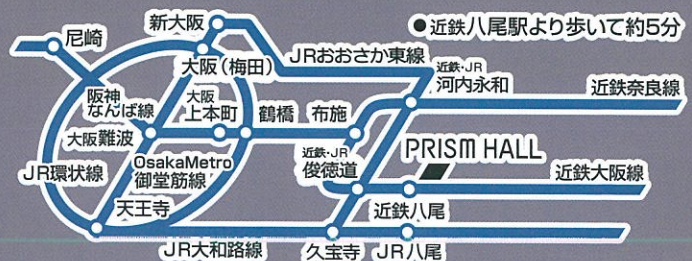 新大阪
●近鉄八尾駅より歩いて約5分
尼崎
大阪(梅田)
JRおおさか東線
近鉄・JR
河内永和
近鉄奈良線
阪神
なんば線
大阪
上本町
鶴橋
布施
大阪難波
近鉄・JR
俊徳道
PRISM HALL
OsakaMetro
御堂筋線
JR環状線
近鉄大阪線
天王寺
近鉄八尾
JR大和路線
久宝寺
JR八尾